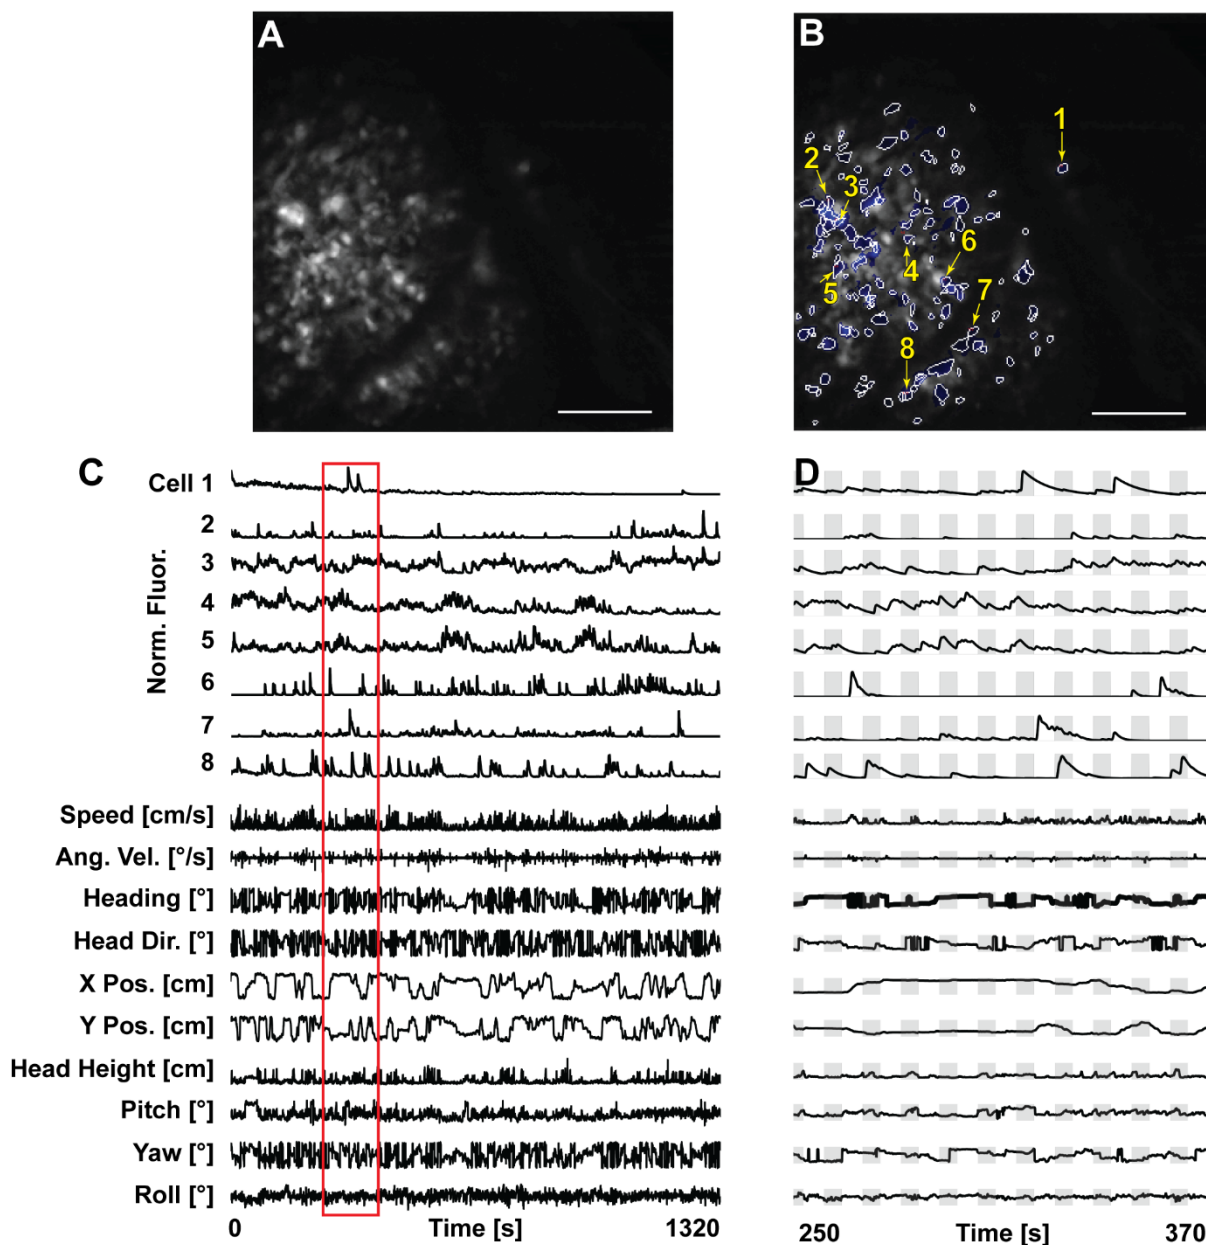 A
B
1
2
3
4
5
6
7
8
C
D
Cell 1
2
3
4
5
6
7
8
Norm. Fluor.
Speed [cm/s]
Ang. Vel. [°/s]
Heading [°]
Head Dir. [°]
X Pos. [cm]
Y Pos. [cm]
Head Height [cm]
Pitch [°]
Yaw [°]
Roll [°]
0 Time [s] 1320
250 Time [s] 370